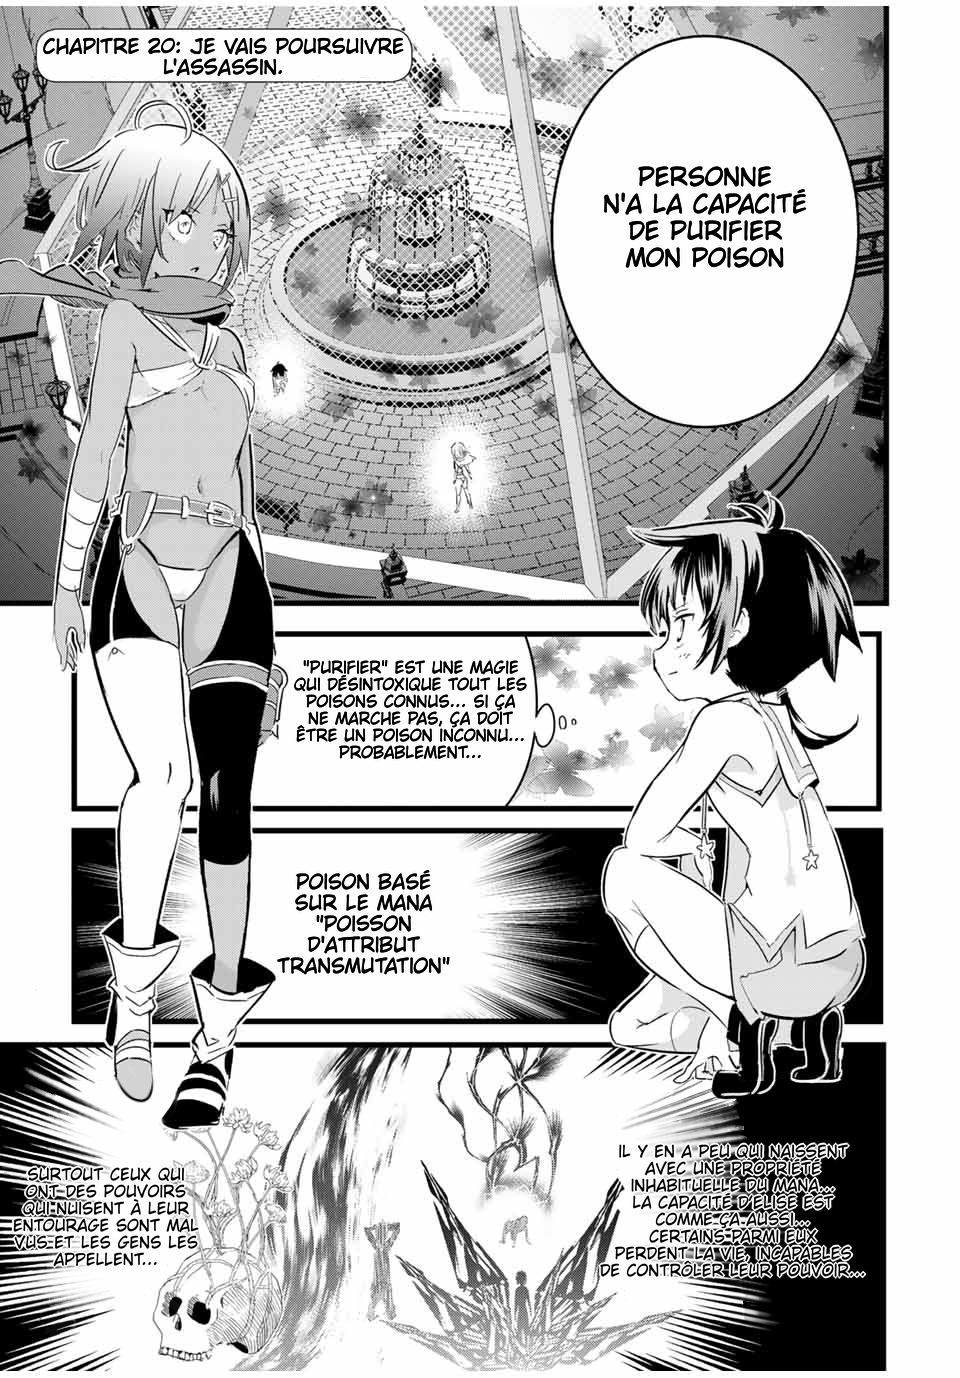 CHAPITRE 20: JE VAIS POURSUIVRE
L'ASSASSIN.
PERSONNE
N'A LA CAPACITÉ
DE PURIFIER
MON POISON
"PURIFIER" EST UNE MAGIE
QUI DÉSINTOXIQUE TOUT LES
POISONS CONNUS... SI ÇA
NE MARCHE PAS, ÇA DOIT
ÊTRE UN POISON INCONNU...
PROBABLEMENT...
POISON BASÉ
SUR LE MANA
"POISSON
D'ATTRIBUT
TRANSMUTATION"
IL Y EN A PEU QUI NAISSENT
AVEC UNE PROPRIÉTÉ
INHABITUELLE DU MANA...
LA CAPACITÉ D'ELISE EST
COMME ÇA AUSSI...
CERTAINS PARMI EUX
PERDENT LA VIE, INCAPABLES
DE CONTRÔLER LEUR POUVOIR...
SURTOUT CEUX QUI
ONT DES POUVOIRS
QUI NUISENT À LEUR
ENTOURAGE SONT MAL
VUS ET LES GENS LES
APPELLENT...